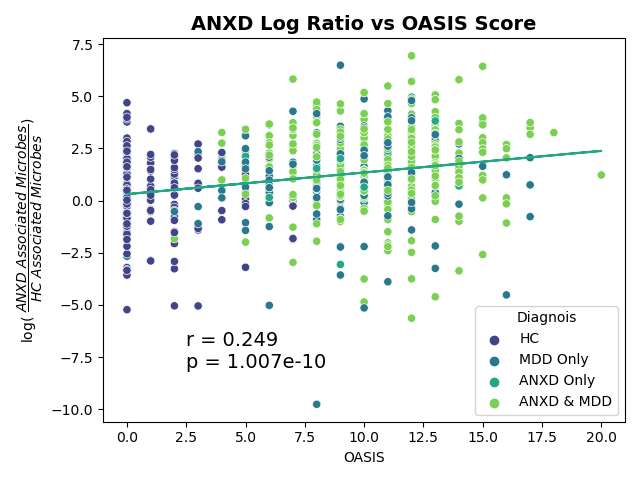 ANXD Log Ratio vs OASIS Score
7.5
5.0
2.5
0.0
−2.5
−5.0
−7.5
−10.0
log( ANXD Associated Microbes / HC Associated Microbes )
r = 0.249
p = 1.007e-10
Diagnois
HC
MDD Only
ANXD Only
ANXD & MDD
0.0 2.5 5.0 7.5 10.0 12.5 15.0 17.5 20.0
OASIS